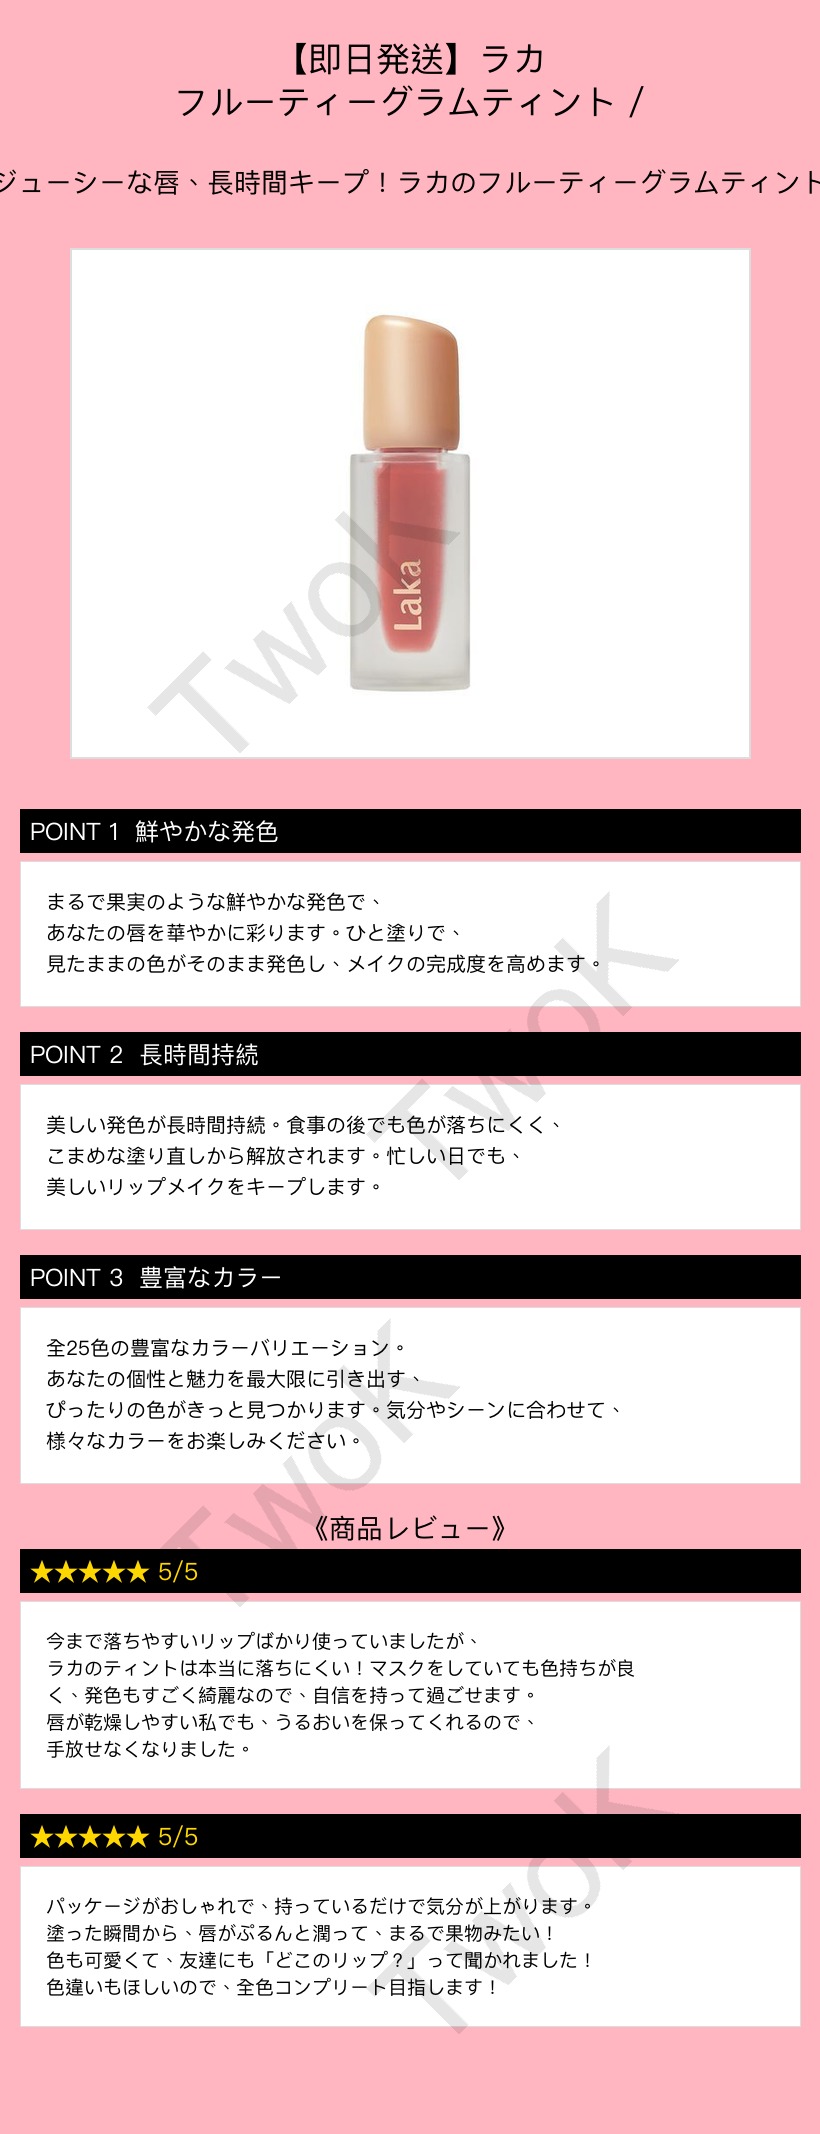 【即日発送】ラカ
フルーティーグラムティント /
ジューシーな唇、長時間キープ！ラカのフルーティーグラムティント
Laka
TwoK
POINT 1 鮮やかな発色
まるで果実のような鮮やかな発色で、
あなたの唇を華やかに彩ります。ひと塗りで、
見たままの色がそのまま発色し、メイクの完成度を高めます。
TwoK
POINT 2 長時間持続
美しい発色が長時間持続。食事の後でも色が落ちにくく、
こまめな塗り直しから解放されます。忙しい日でも、
美しいリップメイクをキープします。
POINT 3 豊富なカラー
全25色の豊富なカラーバリエーション。
あなたの個性と魅力を最大限に引き出す、
ぴったりの色がきっと見つかります。気分やシーンに合わせて、
様々なカラーをお楽しみください。
TwoK
《商品レビュー》
★★★★★ 5/5
今まで落ちやすいリップばかり使っていましたが、
ラカのティントは本当に落ちにくい！マスクをしていても色持ちが良
く、発色もすごく綺麗なので、自信を持って過ごせます。
唇が乾燥しやすい私でも、うるおいを保ってくれるので、
手放せなくなりました。
★★★★★ 5/5
パッケージがおしゃれで、持っているだけで気分が上がります。
塗った瞬間から、唇がぷるんと潤って、まるで果物みたい！
色も可愛くて、友達にも「どこのリップ？」って聞かれました！
色違いもほしいので、全色コンプリート目指します！
TwoK